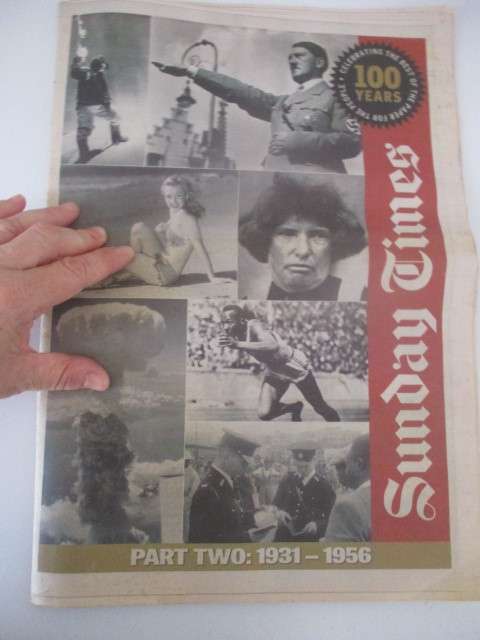 CELEBRATING THE BEST OF THE PAPER FOR THE PEOPLE
100
YEARS
Sunday Times
PART TWO: 1931 – 1956